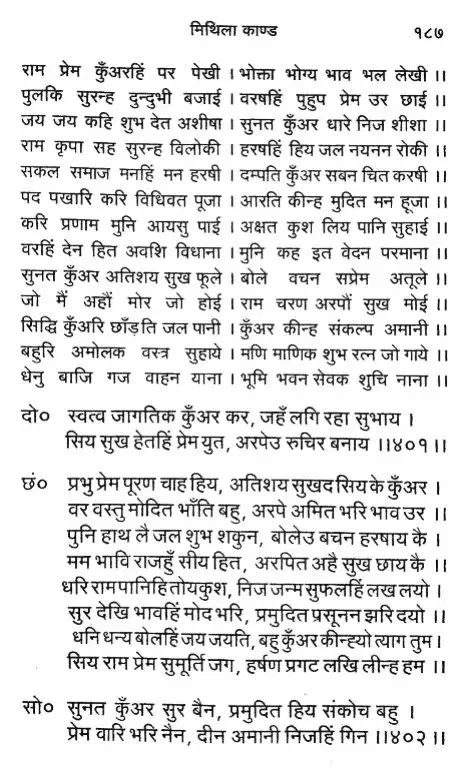 मिथिला काण्ड १८७
राम प्रेम कुँअरहिं पर पेखी । भोक्ता भोग्य भाव भल लेखी ।।
पुलकि सुरन्ह दुन्दुभी बजाई । वरषहिं पुहुप प्रेम उर छाई ।।
जय जय कहि शुभ देत अशीषा । सुनत कुँअर धारे निज शीशा ।।
राम कृपा सह सुरन्ह विलोकी । हरषहिं हिय जल नयनन रोकी ।।
सकल समाज मनहिं मन हरषी । दम्पति कुँअर सबन चित करषी ।।
पद पखारि करि विधिवत पूजा । आरति कीन्ह मुदित मन हूजा ।।
करि प्रणाम मुनि आयसु पाई । अक्षत कुश लिय पानि सुहाई ।।
वरहिं देन हित अवशि विधाना । मुनि कह इत वेदन परमाना ।।
सुनत कुँअर अतिशय सुख फूले । बोले वचन सप्रेम अतूले ।।
जो मैं अहौं मोर जो होई । राम चरण अरपौं सुख मोई ।।
सिद्धि कुँअरि छाँड़ति जल पानी । कुँअर कीन्ह संकल्प अमानी ।।
बहुरि अमोलक वस्त्र सुहाये । मणि माणिक शुभ रत्न जो गाये ।।
धेनु बाजि गज वाहन याना । भूमि भवन सेवक शुचि नाना ।।
दो० स्वत्व जागतिक कुँअर कर, जहँ लगि रहा सुभाय ।
सिय सुख हेतहिं प्रेम युत, अरपेउ रुचिर बनाय ।।४०१।।
छं० प्रभु प्रेम पूरण चाह हिय, अतिशय सुखद सिय के कुँअर ।
वर वस्तु मोदित भाँति बहु, अरपे अमित भरि भाव उर ।।
पुनि हाथ लै जल शुभ शकुन, बोलेउ बचन हरषाय कै ।
मम भावि राजहुँ सीय हित, अरपित अहै सुख छाय कै ।।
धरि राम पानिहि तोय कुश, निज जन्म सुफलहिं लख लयो ।
सुर देखि भावहिं मोद भरि, प्रमुदित प्रसूनन झरि दयो ।।
धनि धन्य बोलहिं जय जयति, बहु कुँअर कीन्ह्यो त्याग तुम ।
सिय राम प्रेम सुमूर्ति जग, हर्षण प्रगट लखि लीन्ह हम ।।
सो० सुनत कुँअर सुर बैन, प्रमुदित हिय संकोच बहु ।
प्रेम वारि भरि नैन, दीन अमानी निजहिं गिन ।।४०२।।